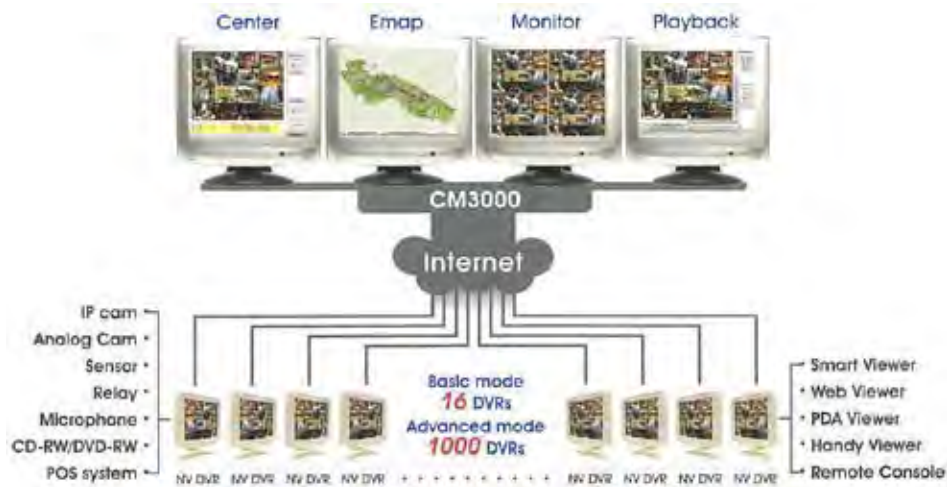 Center Emap Monitor Playback
CM3000
Internet
IP cam
Analog Cam
Sensor
Relay
Microphone
CD-RW/DVD-RW
POS system
Basic mode
16 DVRs
Advanced mode
1000 DVRs
Smart Viewer
Web Viewer
PDA Viewer
Handy Viewer
Remote Console
NV DVR NV DVR NV DVR NV DVR . . . . . . . . . . NV DVR NV DVR NV DVR NV DVR